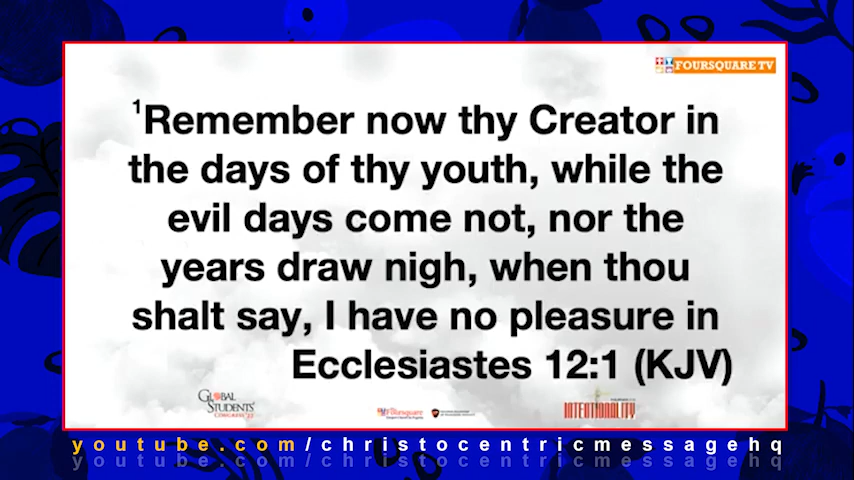 FOURSQUARE TV
1Remember now thy Creator in
the days of thy youth, while the
evil days come not, nor the
years draw nigh, when thou
shalt say, I have no pleasure in
Ecclesiastes 12:1 (KJV)
GLOBAL
STUDENTS'
CONGRESS '22
INTENTIONALITY
youtube.com/christocentricmessagehq
youtube.com/christocentricmessagehq